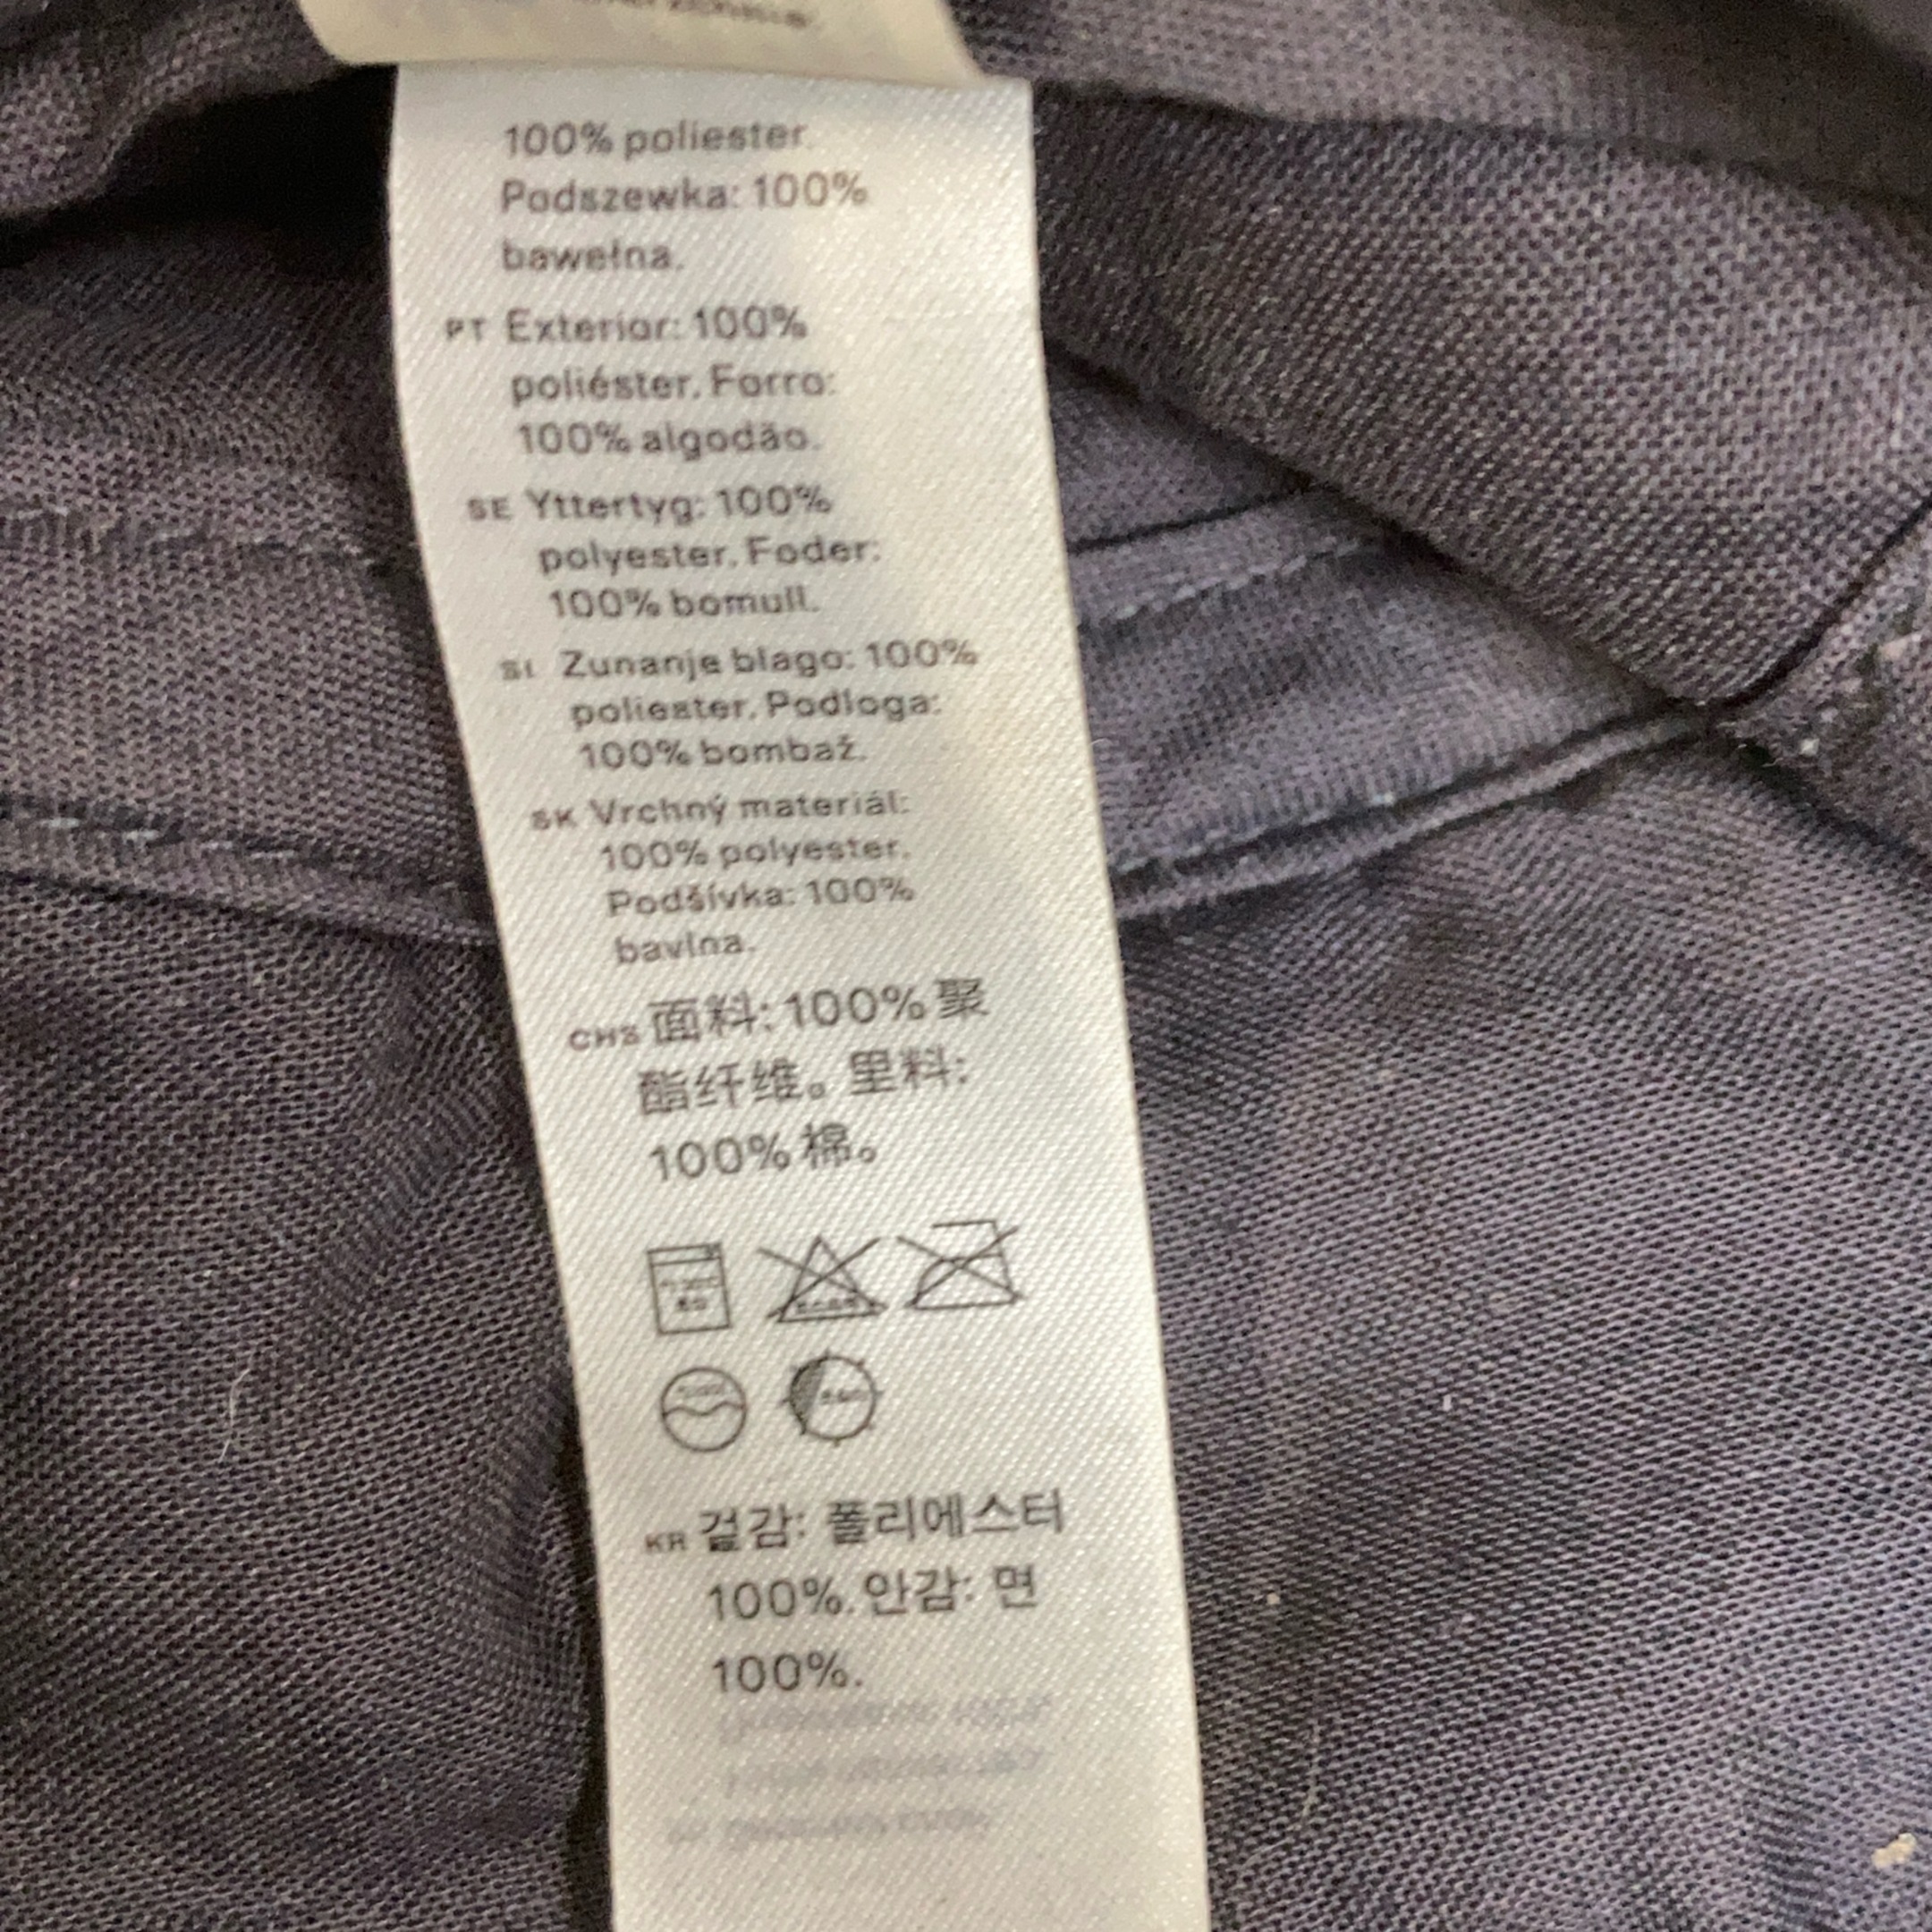 100% poliester.
Podszewka: 100%
bawełna.
PT Exterior: 100%
poliéster. Forro:
100% algodão.
SE Yttertyg: 100%
polyester. Foder:
100% bomull.
SI Zunanje blago: 100%
poliester. Podloga:
100% bombaž.
SK Vrchný materiál:
100% polyester.
Podšívka: 100%
bavlna.
CHS 面料: 100% 聚
酯纤维。里料:
100% 棉。
KR 겉감: 폴리에스터
100%. 안감: 면
100%.